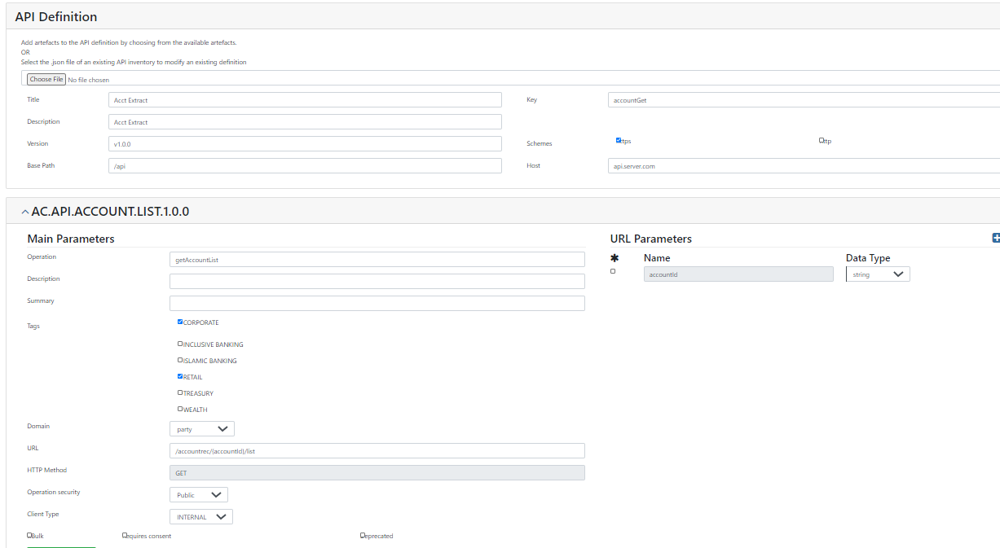 API Definition
Add artefacts to the API definition by choosing from the available artefacts.
OR
Select the .json file of an existing API inventory to modify an existing definition
Choose File No file chosen
Title Acct Extract Key accountGet
Description Acct Extract
Version v1.0.0 Schemes https http
Base Path /api Host api.server.com
AC.API.ACCOUNT.LIST.1.0.0
Main Parameters URL Parameters
Operation getAccountList ✱ Name Data Type
accountId string
Description
Summary
Tags CORPORATE
INCLUSIVE BANKING
ISLAMIC BANKING
RETAIL
TREASURY
WEALTH
Domain party
URL /accountrec/{accountId}/list
HTTP Method GET
Operation security Public
Client Type INTERNAL
Bulk Requires consent Deprecated